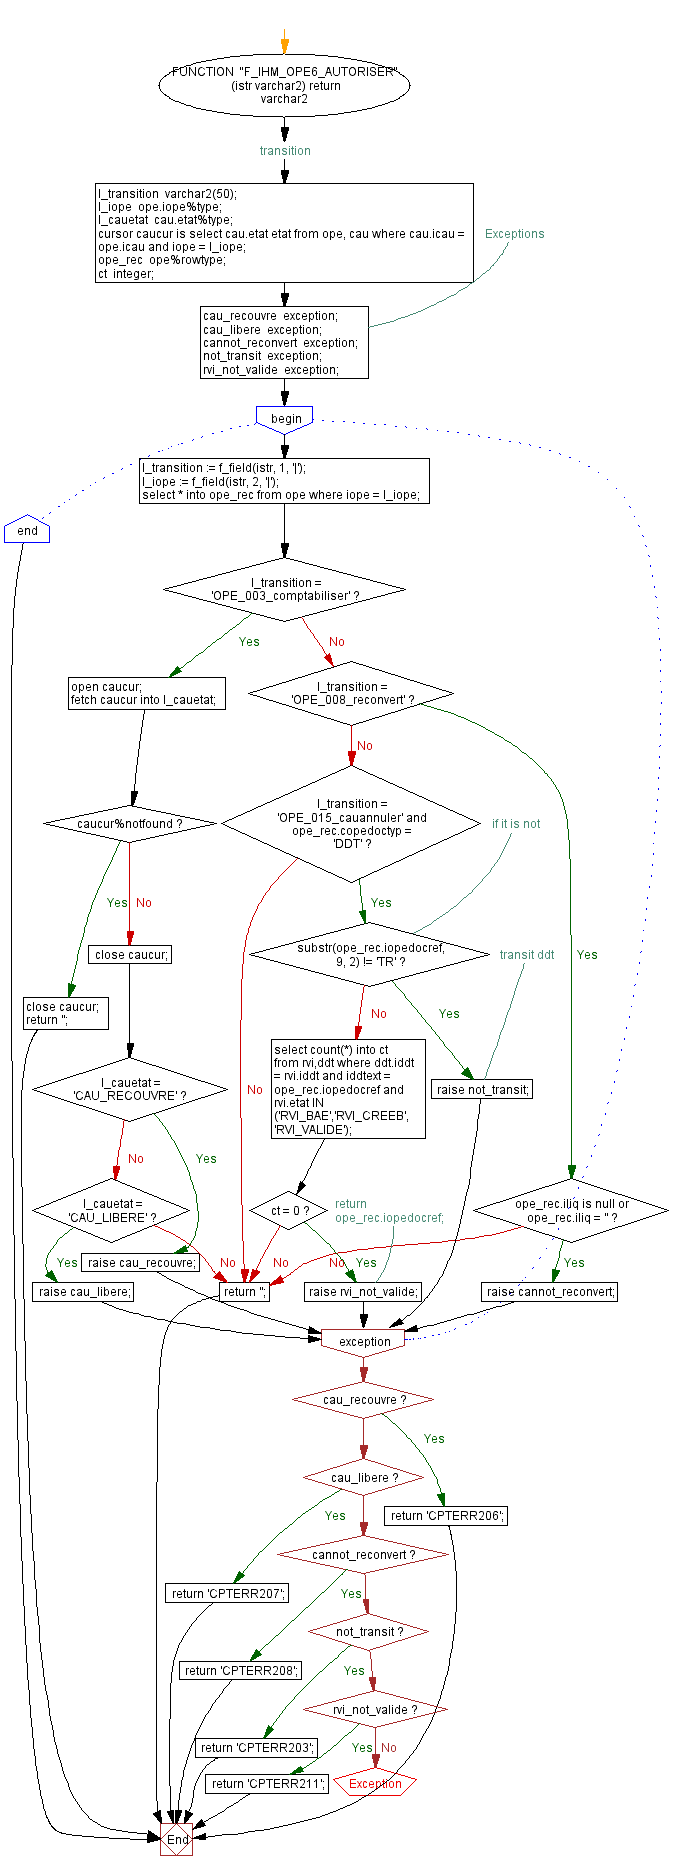 FUNCTION "F_IHM_OPE6_AUTORISER"
(istr varchar2) return
varchar2
transition
l_transition varchar2(50);
l_iope ope.iope%type;
l_cauetat cau.etat%type;
cursor caucur is select cau.etat etat from ope, cau where cau.icau =
ope.icau and iope = l_iope;
ope_rec ope%rowtype;
ct integer;
Exceptions
cau_recouvre exception;
cau_libere exception;
cannot_reconvert exception;
not_transit exception;
rvi_not_valide exception;
begin
l_transition := f_field(istr, 1, '|');
l_iope := f_field(istr, 2, '|');
select * into ope_rec from ope where iope = l_iope;
end
l_transition =
'OPE_003_comptabiliser' ?
Yes
No
open caucur;
fetch caucur into l_cauetat;
l_transition =
'OPE_008_reconvert' ?
No
l_transition =
'OPE_015_cauannuler' and
ope_rec.copedoctyp =
'DDT' ?
caucur%notfound ?
if it is not
Yes
No
Yes
close caucur;
substr(ope_rec.iopedocref,
9, 2) != 'TR' ?
transit ddt
Yes
close caucur;
return '';
No
Yes
select count(*) into ct
from rvi,ddt where ddt.iddt
= rvi.iddt and iddtext =
ope_rec.iopedocref and
rvi.etat IN
('RVI_BAE','RVI_CREEB',
'RVI_VALIDE');
l_cauetat =
'CAU_RECOUVRE' ?
No
raise not_transit;
No
Yes
l_cauetat =
'CAU_LIBERE' ?
ct = 0 ?
return
ope_rec.iopedocref;
ope_rec.iliq is null or
ope_rec.iliq = '' ?
Yes
raise cau_recouvre;
No
No
Yes
No
Yes
raise cau_libere;
return '';
raise rvi_not_valide;
raise cannot_reconvert;
exception
cau_recouvre ?
Yes
cau_libere ?
Yes
return 'CPTERR206';
cannot_reconvert ?
return 'CPTERR207';
Yes
not_transit ?
return 'CPTERR208';
Yes
rvi_not_valide ?
return 'CPTERR203';
Yes
No
return 'CPTERR211';
Exception
End